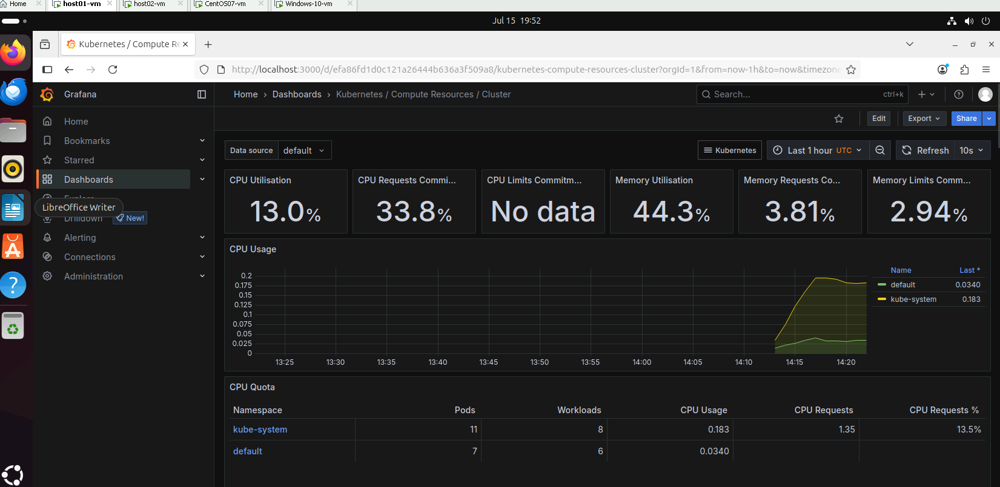 Home host01-vm host02-vm CentOS07-vm Windows-10-vm
Jul 15 19:52
Kubernetes / Compute Re
http://localhost:3000/d/efa86fd1d0c121a26444b636a3f509a8/kubernetes-compute-resources-cluster?orgId=1&from=now-1h&to=now&timezone
Grafana
Home › Dashboards › Kubernetes / Compute Resources / Cluster
Search... ctrl+k
Home
Bookmarks
Starred
Dashboards
Explore
LibreOffice Writer
Drilldown New!
Alerting
Connections
Administration
Edit Export Share
Data source default
Kubernetes Last 1 hour UTC Refresh 10s
CPU Utilisation
13.0%
CPU Requests Commi...
33.8%
CPU Limits Commitm...
No data
Memory Utilisation
44.3%
Memory Requests Co...
3.81%
Memory Limits Comm...
2.94%
CPU Usage
0.2
0.175
0.15
0.125
0.1
0.075
0.05
0.025
0
13:25 13:30 13:35 13:40 13:45 13:50 13:55 14:00 14:05 14:10 14:15 14:20
Name Last *
default 0.0340
kube-system 0.183
CPU Quota
Namespace Pods Workloads CPU Usage CPU Requests CPU Requests %
kube-system 11 8 0.183 1.35 13.5%
default 7 6 0.0340